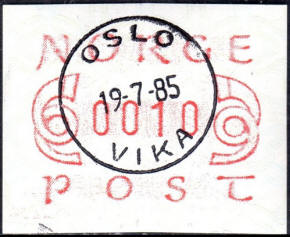 NORGE
OSLO
19-7-85
0010
VIKA
POST